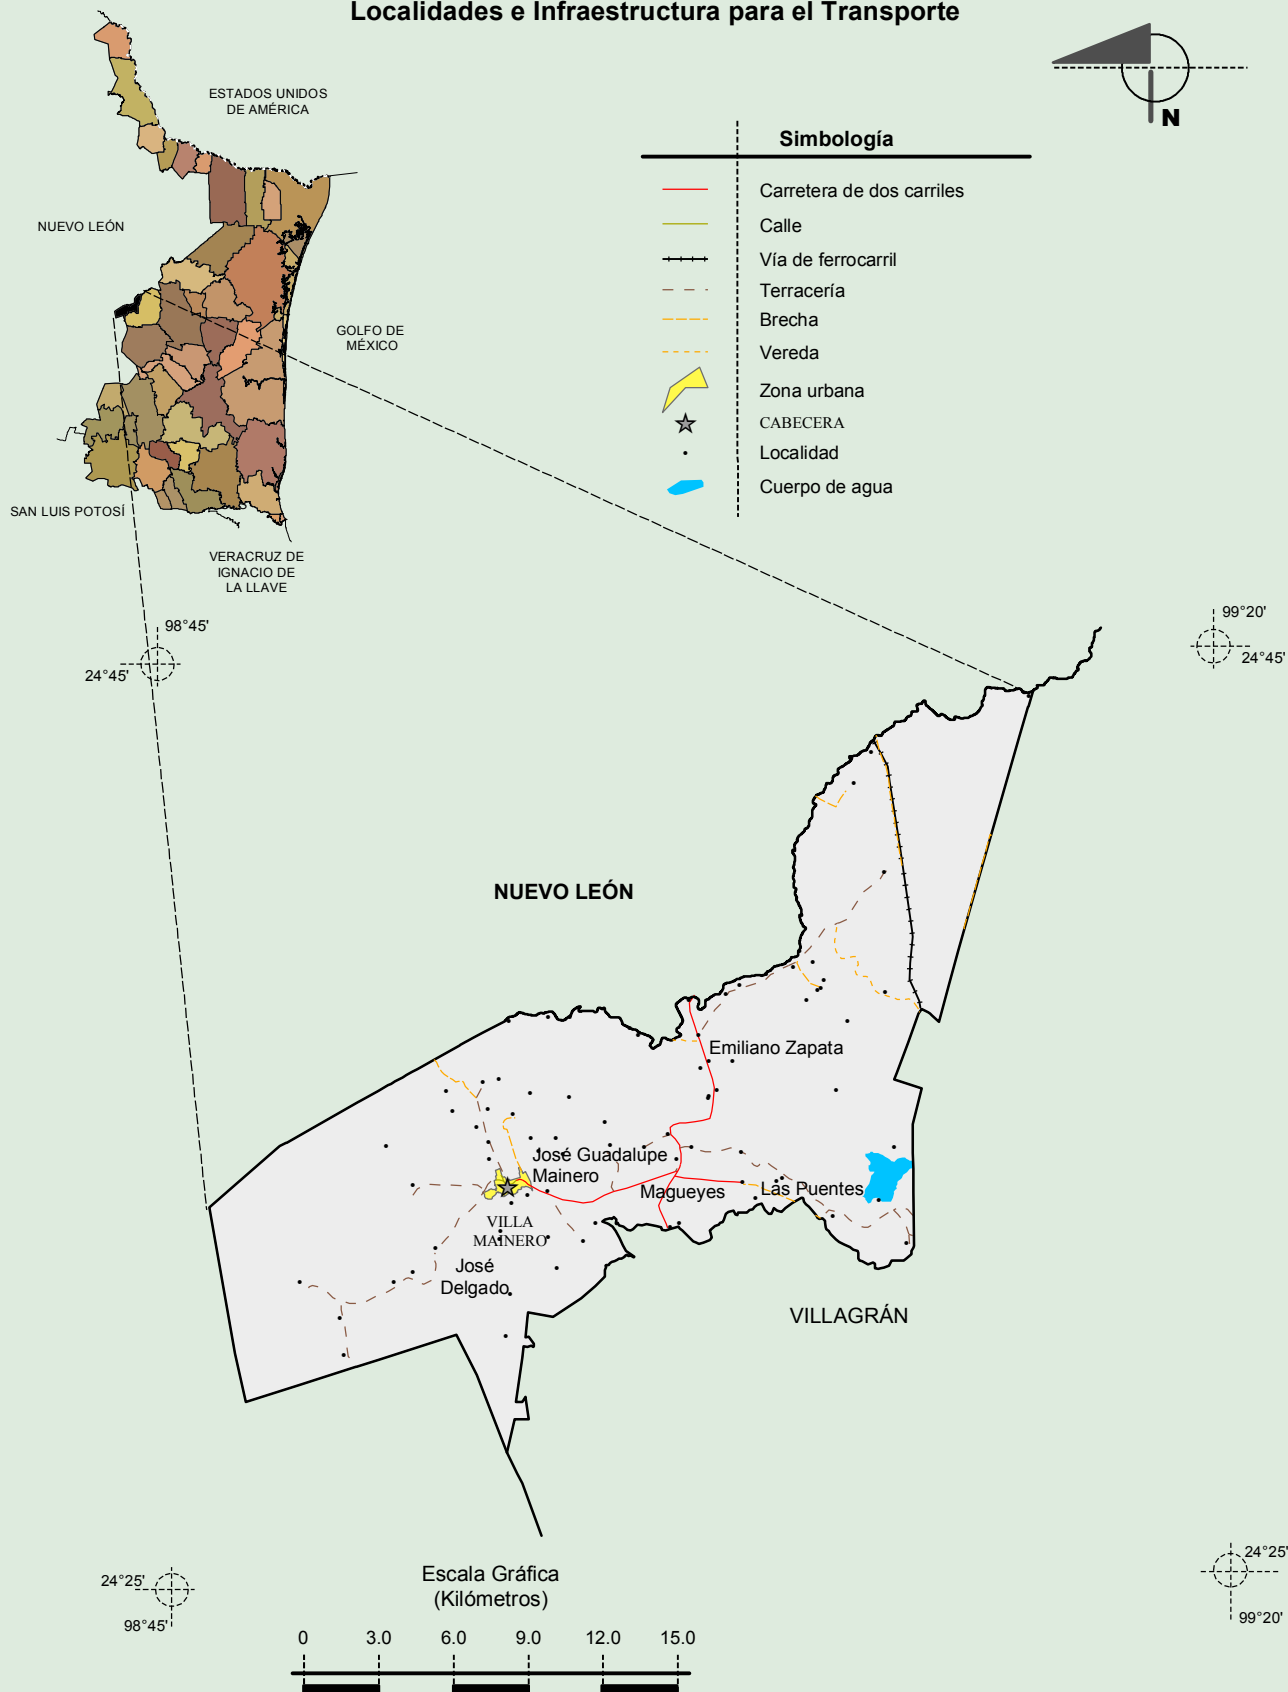 Localidades e Infraestructura para el Transporte
ESTADOS UNIDOS
DE AMÉRICA
NUEVO LEÓN
GOLFO DE
MÉXICO
SAN LUIS POTOSÍ
VERACRUZ DE
IGNACIO DE
LA LLAVE
N
Simbología
Carretera de dos carriles
Calle
Vía de ferrocarril
Terracería
Brecha
Vereda
Zona urbana
CABECERA
Localidad
Cuerpo de agua
98°45'
24°45'
99°20'
24°45'
NUEVO LEÓN
Emiliano Zapata
José Guadalupe
Mainero
Magueyes
Las Puentes
VILLA
MAINERO
José
Delgado
VILLAGRÁN
24°25'
98°45'
24°25'
99°20'
Escala Gráfica
(Kilómetros)
0 3.0 6.0 9.0 12.0 15.0